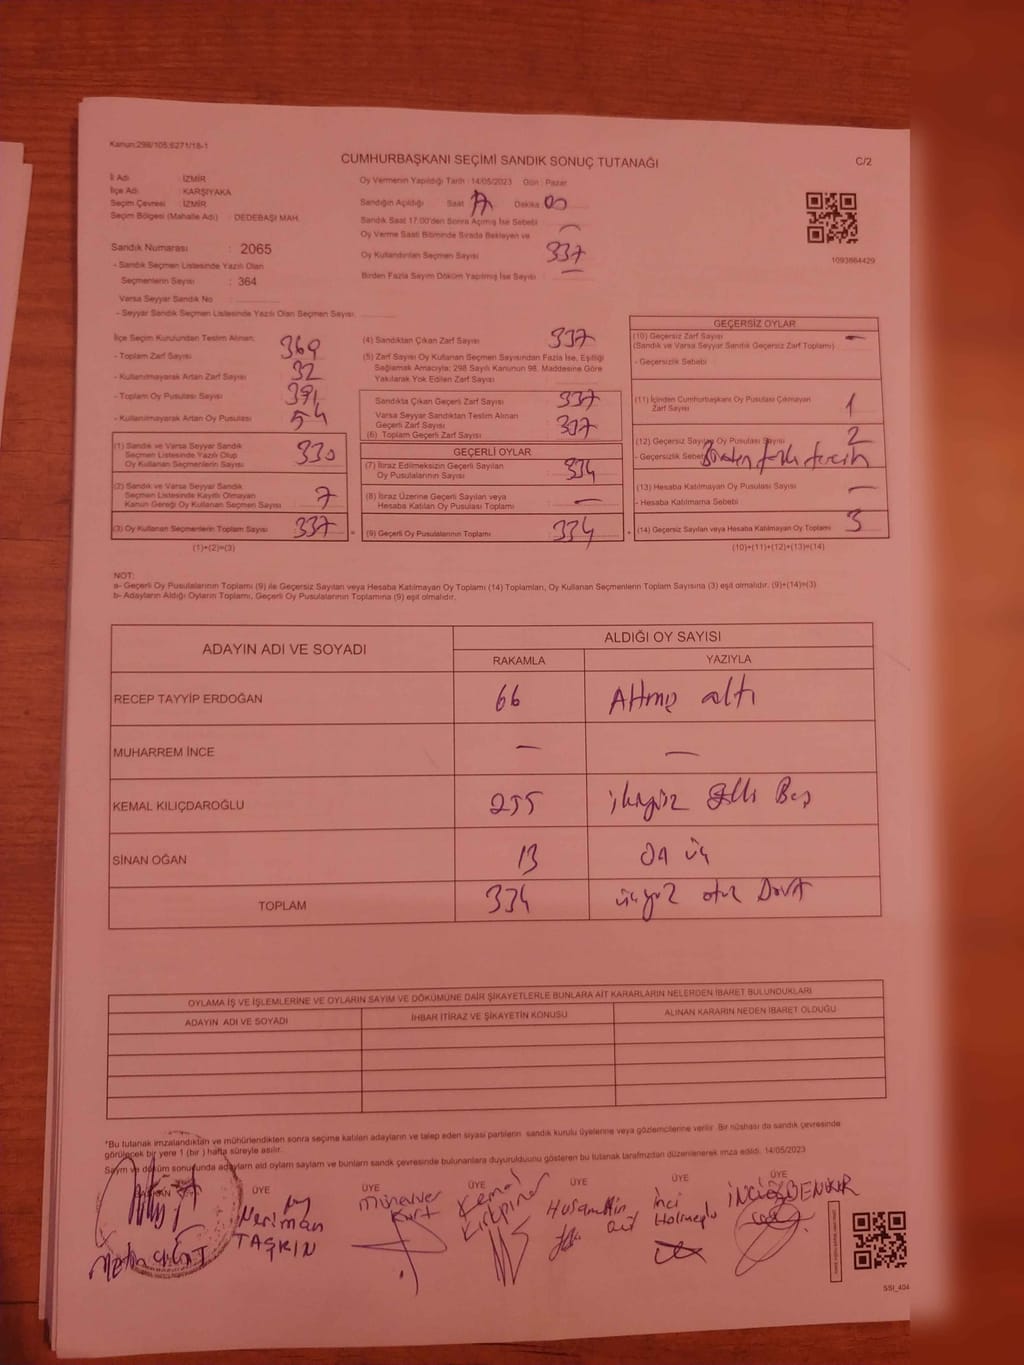 Kanun:298/105;6271/18-1
CUMHURBAŞKANI SEÇİMİ SANDIK SONUÇ TUTANAĞI
C/2
İl Adı : İZMİR
İlçe Adı : KARŞIYAKA
Seçim Çevresi : İZMİR
Seçim Bölgesi (Mahalle Adı) : DEDEBAŞI MAH.
Sandık Numarası : 2065
- Sandık Seçmen Listesinde Yazılı Olan
Seçmenlerin Sayısı : 364
Varsa Seyyar Sandık No :
- Seyyar Sandık Seçmen Listesinde Yazılı Olan Seçmen Sayısı
Oy Vermenin Yapıldığı Tarih : 14/05/2023 Gün : Pazar
Sandığın Açıldığı Saat 17 Dakika 00
Sandık Saat 17:00'den Sonra Açılmış İse Sebebi —
Oy Verme Saati Bitiminde Sırada Bekleyen ve
Oy Kullandırılan Seçmen Sayısı 337
Birden Fazla Sayım Döküm Yapılmış İse Sayısı —
1093864429
İlçe Seçim Kurulundan Teslim Alınan;
- Toplam Zarf Sayısı 369
- Kullanılmayarak Artan Zarf Sayısı 32
- Toplam Oy Pusulası Sayısı 391
- Kullanılmayarak Artan Oy Pusulası 54
(1) Sandık ve Varsa Seyyar Sandık
Seçmen Listesinde Yazılı Olup
Oy Kullanan Seçmenlerin Sayısı 330
(2) Sandık ve Varsa Seyyar Sandık
Seçmen Listesinde Kayıtlı Olmayan
Kanun Gereği Oy Kullanan Seçmen Sayısı 7
(3) Oy Kullanan Seçmenlerin Toplam Sayısı 337 =
(1)+(2)=(3)
(4) Sandıktan Çıkan Zarf Sayısı 337
(5) Zarf Sayısı Oy Kullanan Seçmen Sayısından Fazla İse, Eşitliği
Sağlamak Amacıyla; 298 Sayılı Kanunun 98. Maddesine Göre
Yakılarak Yok Edilen Zarf Sayısı
Sandıkta Çıkan Geçerli Zarf Sayısı 337
Varsa Seyyar Sandıktan Teslim Alınan
Geçerli Zarf Sayısı
(6) Toplam Geçerli Zarf Sayısı 337
GEÇERLİ OYLAR
(7) İtiraz Edilmeksizin Geçerli Sayılan
Oy Pusulalarının Sayısı 334
(8) İtiraz Üzerine Geçerli Sayılan veya
Hesaba Katılan Oy Pusulası Toplamı —
(9) Geçerli Oy Pusulalarının Toplamı 334 +
GEÇERSİZ OYLAR
(10) Geçersiz Zarf Sayısı
(Sandık ve Varsa Seyyar Sandık Geçersiz Zarf Toplamı) —
- Geçersizlik Sebebi
(11) İçinden Cumhurbaşkanı Oy Pusulası Çıkmayan
Zarf Sayısı 1
(12) Geçersiz Sayılan Oy Pusulası Sayısı 2
- Geçersizlik Sebebi Birden fazla tercih
(13) Hesaba Katılmayan Oy Pusulası Sayısı —
- Hesaba Katılmama Sebebi
(14) Geçersiz Sayılan veya Hesaba Katılmayan Oy Toplamı 3
(10)+(11)+(12)+(13)=(14)
NOT:
a- Geçerli Oy Pusulalarının Toplamı (9) ile Geçersiz Sayılan veya Hesaba Katılmayan Oy Toplamı (14) Toplamları, Oy Kullanan Seçmenlerin Toplam Sayısına (3) eşit olmalıdır. (9)+(14)=(3)
b- Adayların Aldığı Oyların Toplamı, Geçerli Oy Pusulalarının Toplamına (9) eşit olmalıdır.
ADAYIN ADI VE SOYADI
ALDIĞI OY SAYISI
RAKAMLA YAZIYLA
RECEP TAYYİP ERDOĞAN 66 Altmış altı
MUHARREM İNCE — —
KEMAL KILIÇDAROĞLU 255 ikiyüz elli Beş
SİNAN OĞAN 13 On üç
TOPLAM 334 üçyüz otuz Dört
OYLAMA İŞ VE İŞLEMLERİNE VE OYLARIN SAYIM VE DÖKÜMÜNE DAİR ŞİKAYETLERLE BUNLARA AİT KARARLARIN NELERDEN İBARET BULUNDUKLARI
ADAYIN ADI VE SOYADI İHBAR İTİRAZ VE ŞİKAYETİN KONUSU ALINAN KARARIN NEDEN İBARET OLDUĞU
*Bu tutanak imzalandıktan ve mühürlendikten sonra seçime katılan adayların ve talep eden siyasi partilerin sandık kurulu üyelerine veya gözlemcilerine verilir. Bir nüshası da sandık çevresinde
görülecek bir yere 1 (bir ) hafta süreyle asılır.
Sayım ve döküm sonucunda adayların aldığı oyların sayısını ve bunların sandık çevresinde bulunanlara duyurulduğunu gösteren bu tutanak tarafımızdan düzenlenerek imza edildi. 14/05/2023
BAŞKAN ÜYE ÜYE ÜYE ÜYE ÜYE ÜYE
Neriman TAŞKIN
Münevver Kurt
Kemal Kırtpınar
Husamettin
İnci
İNCİ ÖZBENKUR
SSI_404